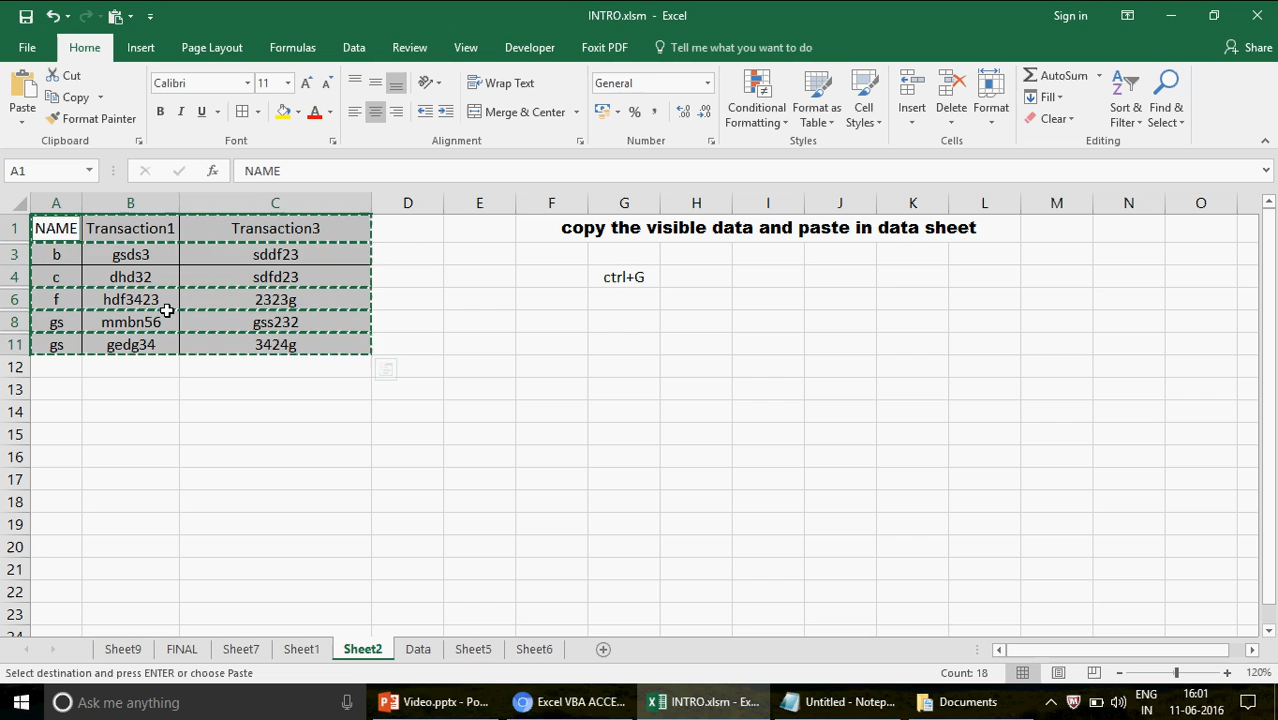 INTRO.xlsm - Excel
Sign in
File Home Insert Page Layout Formulas Data Review View Developer Foxit PDF Tell me what you want to do Share
Paste
Cut
Copy
Format Painter
Clipboard
Calibri 11
B I U
Font
Wrap Text
Merge & Center
Alignment
General
%
Number
Conditional Formatting
Format as Table
Cell Styles
Styles
Insert
Delete
Format
Cells
AutoSum
Fill
Clear
Sort & Filter
Find & Select
Editing
A1 fx NAME
A B C D E F G H I J K L M N O
1 NAME Transaction1 Transaction3 copy the visible data and paste in data sheet
3 b gsds3 sddf23
4 c dhd32 sdfd23 ctrl+G
6 f hdf3423 2323g
8 gs mmbn56 gss232
11 gs gedg34 3424g
12
13
14
15
16
17
18
19
20
21
22
23
24
Sheet9 FINAL Sheet7 Sheet1 Sheet2 Data Sheet5 Sheet6
Select destination and press ENTER or choose Paste Count: 18 120%
Ask me anything Video.pptx - Po... Excel VBA ACCE... INTRO.xlsm - Exc... Untitled - Notep... Documents ENG IN 16:01 11-06-2016